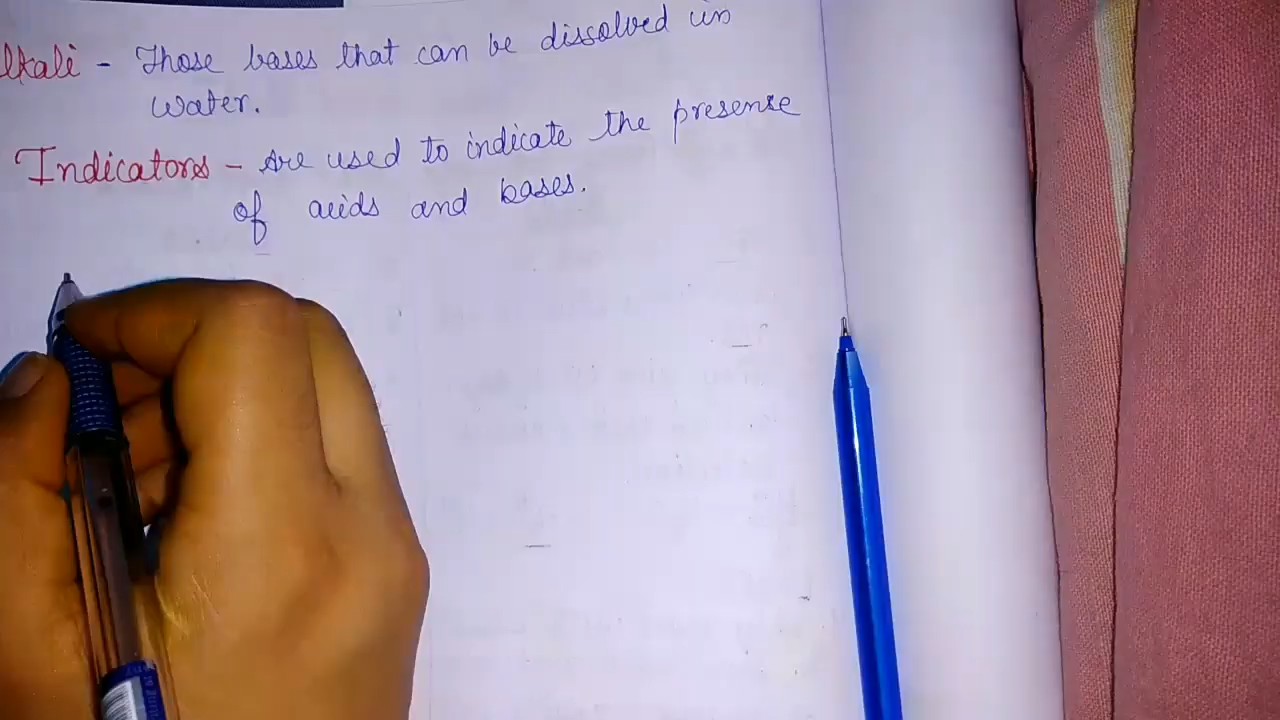 lkali - Those bases that can be dissolved in
water.
Indicators - Are used to indicate the presense
of acids and bases.